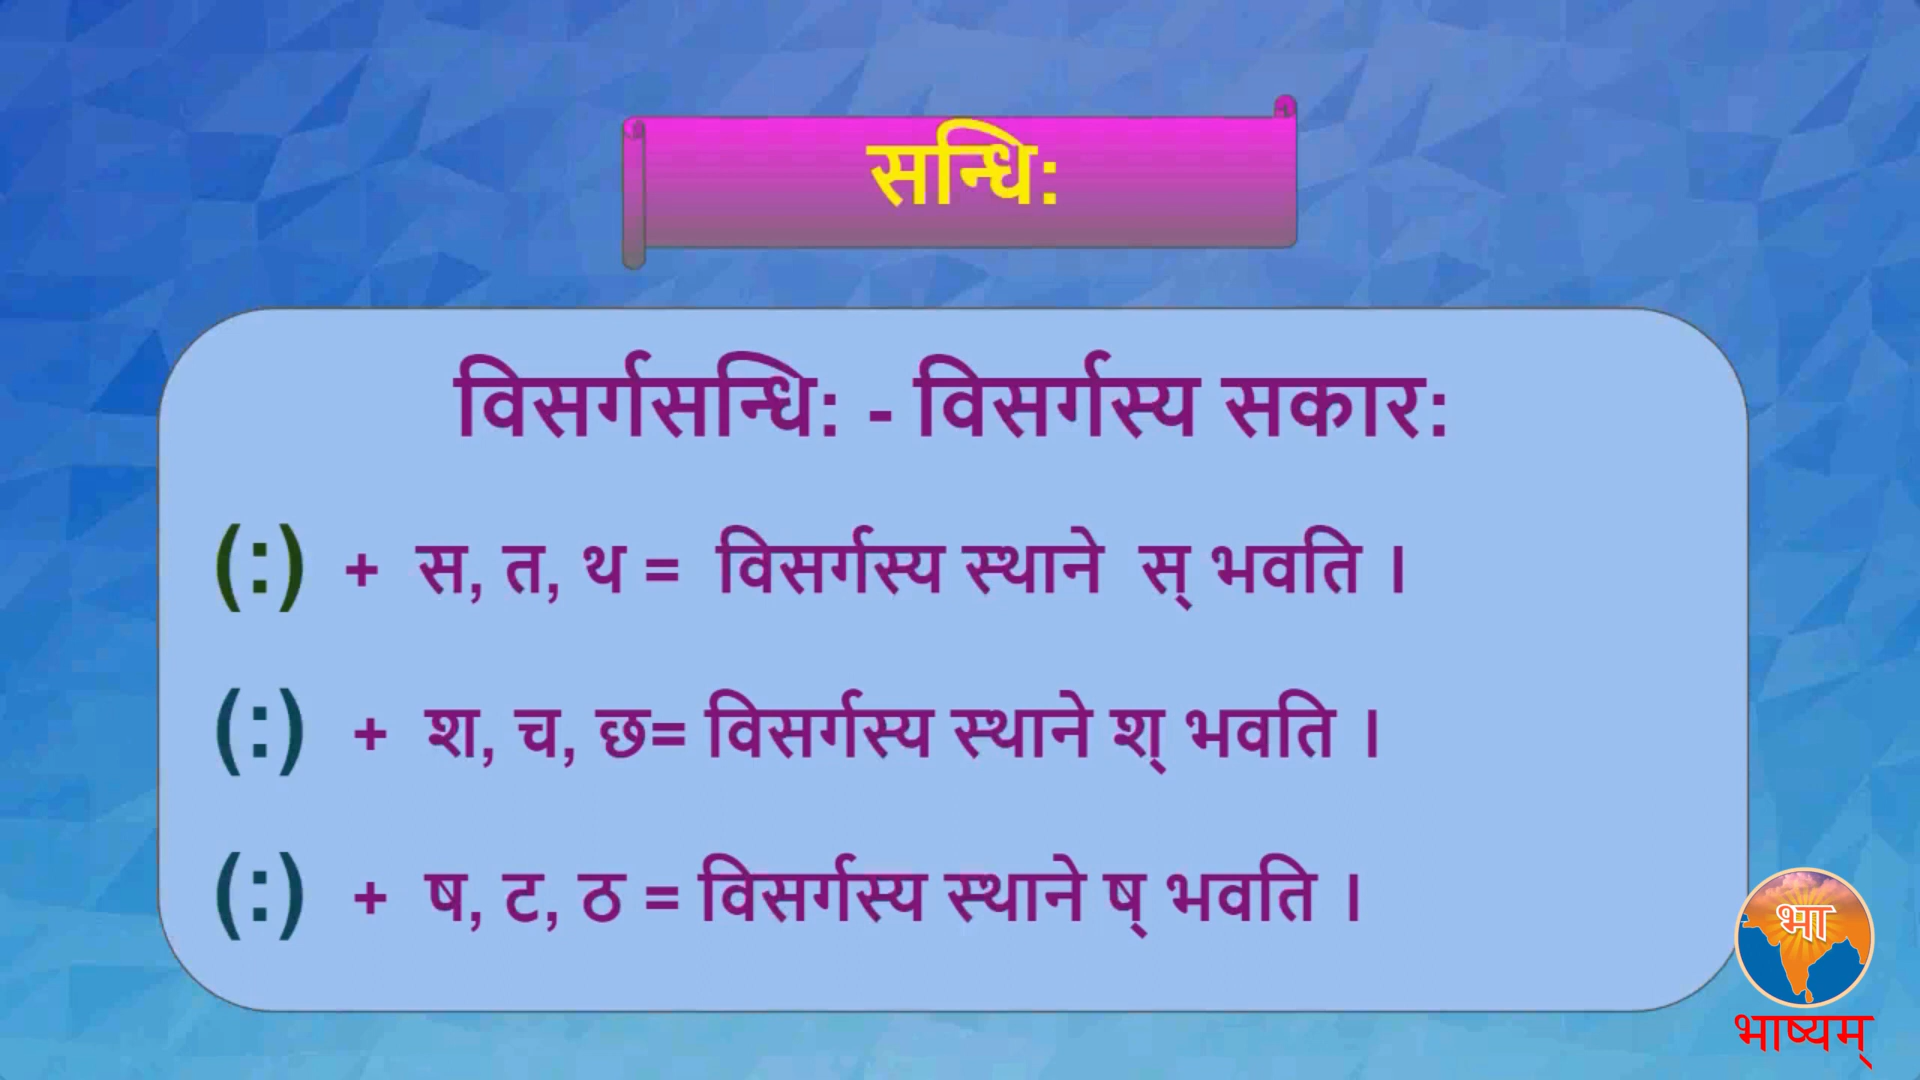 सन्धि:
विसर्गसन्धि: - विसर्गस्य सकार:
(:) + स, त, थ = विसर्गस्य स्थाने स् भवति ।
(:) + श, च, छ= विसर्गस्य स्थाने श् भवति ।
(:) + ष, ट, ठ = विसर्गस्य स्थाने ष् भवति ।
भा
भाष्यम्